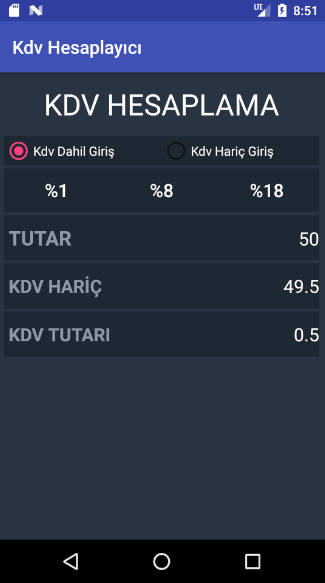 LTE 8:51
Kdv Hesaplayıcı
KDV HESAPLAMA
Kdv Dahil Giriş Kdv Hariç Giriş
%1 %8 %18
TUTAR 50
KDV HARİÇ 49.5
KDV TUTARI 0.5